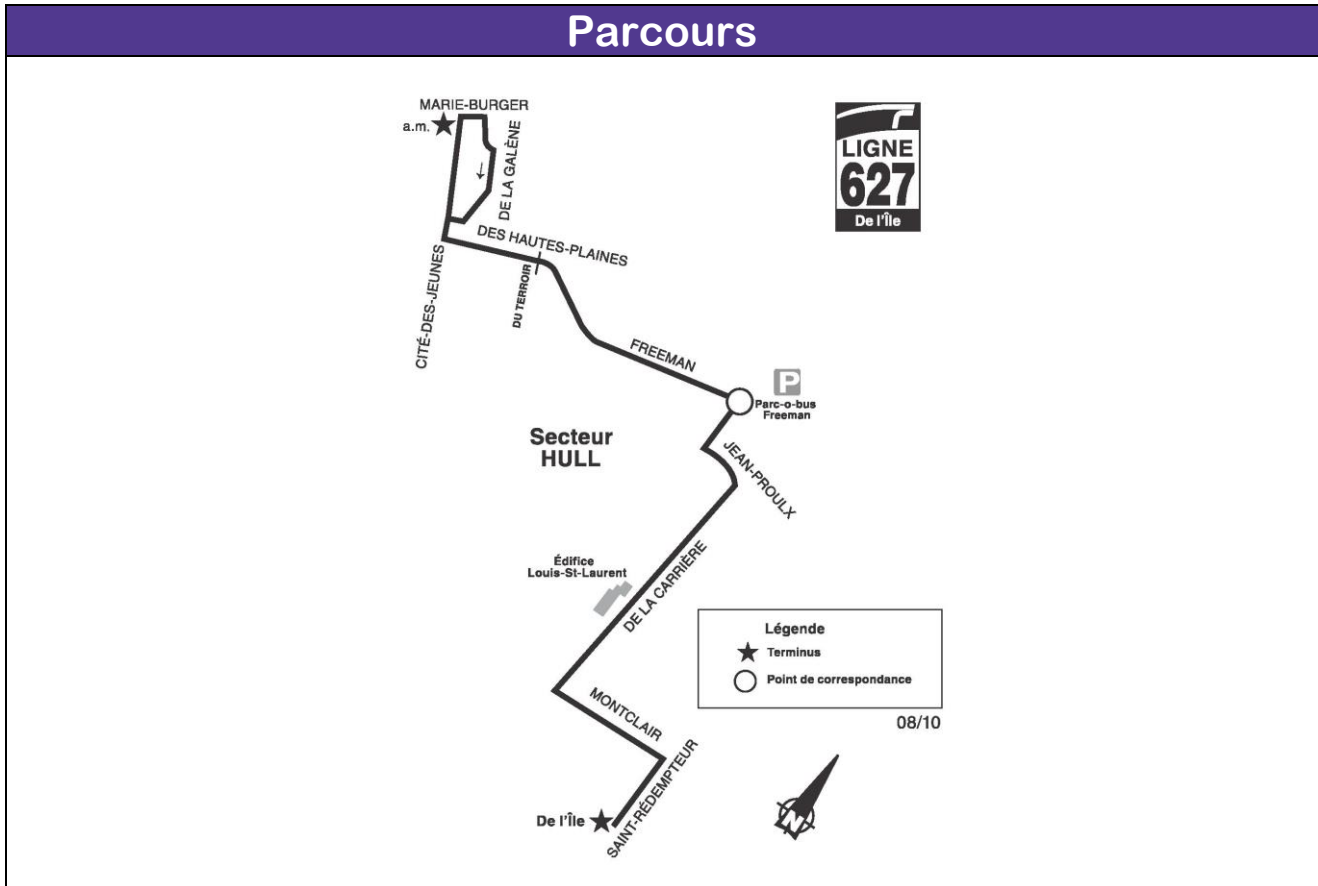 Parcours
MARIE-BURGER
a.m.
DE LA GALÈNE
LIGNE
627
De l'Île
DES HAUTES-PLAINES
DU TERROIR
CITÉ-DES-JEUNES
FREEMAN
P
Parc-o-bus
Freeman
Secteur
HULL
JEAN-PROULX
Édifice
Louis-St-Laurent
DE LA CARRIÈRE
Légende
Terminus
Point de correspondance
08/10
MONTCLAIR
SAINT-RÉDEMPTEUR
De l'Île
N